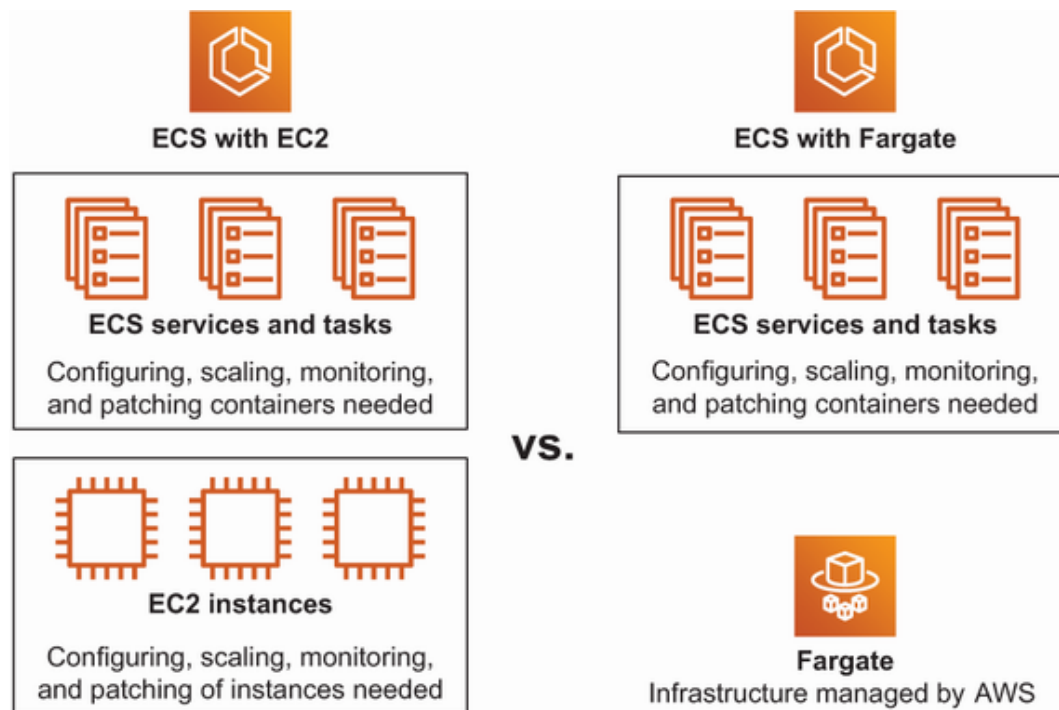 ECS with EC2
ECS services and tasks
Configuring, scaling, monitoring,
and patching containers needed
EC2 instances
Configuring, scaling, monitoring,
and patching of instances needed
vs.
ECS with Fargate
ECS services and tasks
Configuring, scaling, monitoring,
and patching containers needed
Fargate
Infrastructure managed by AWS